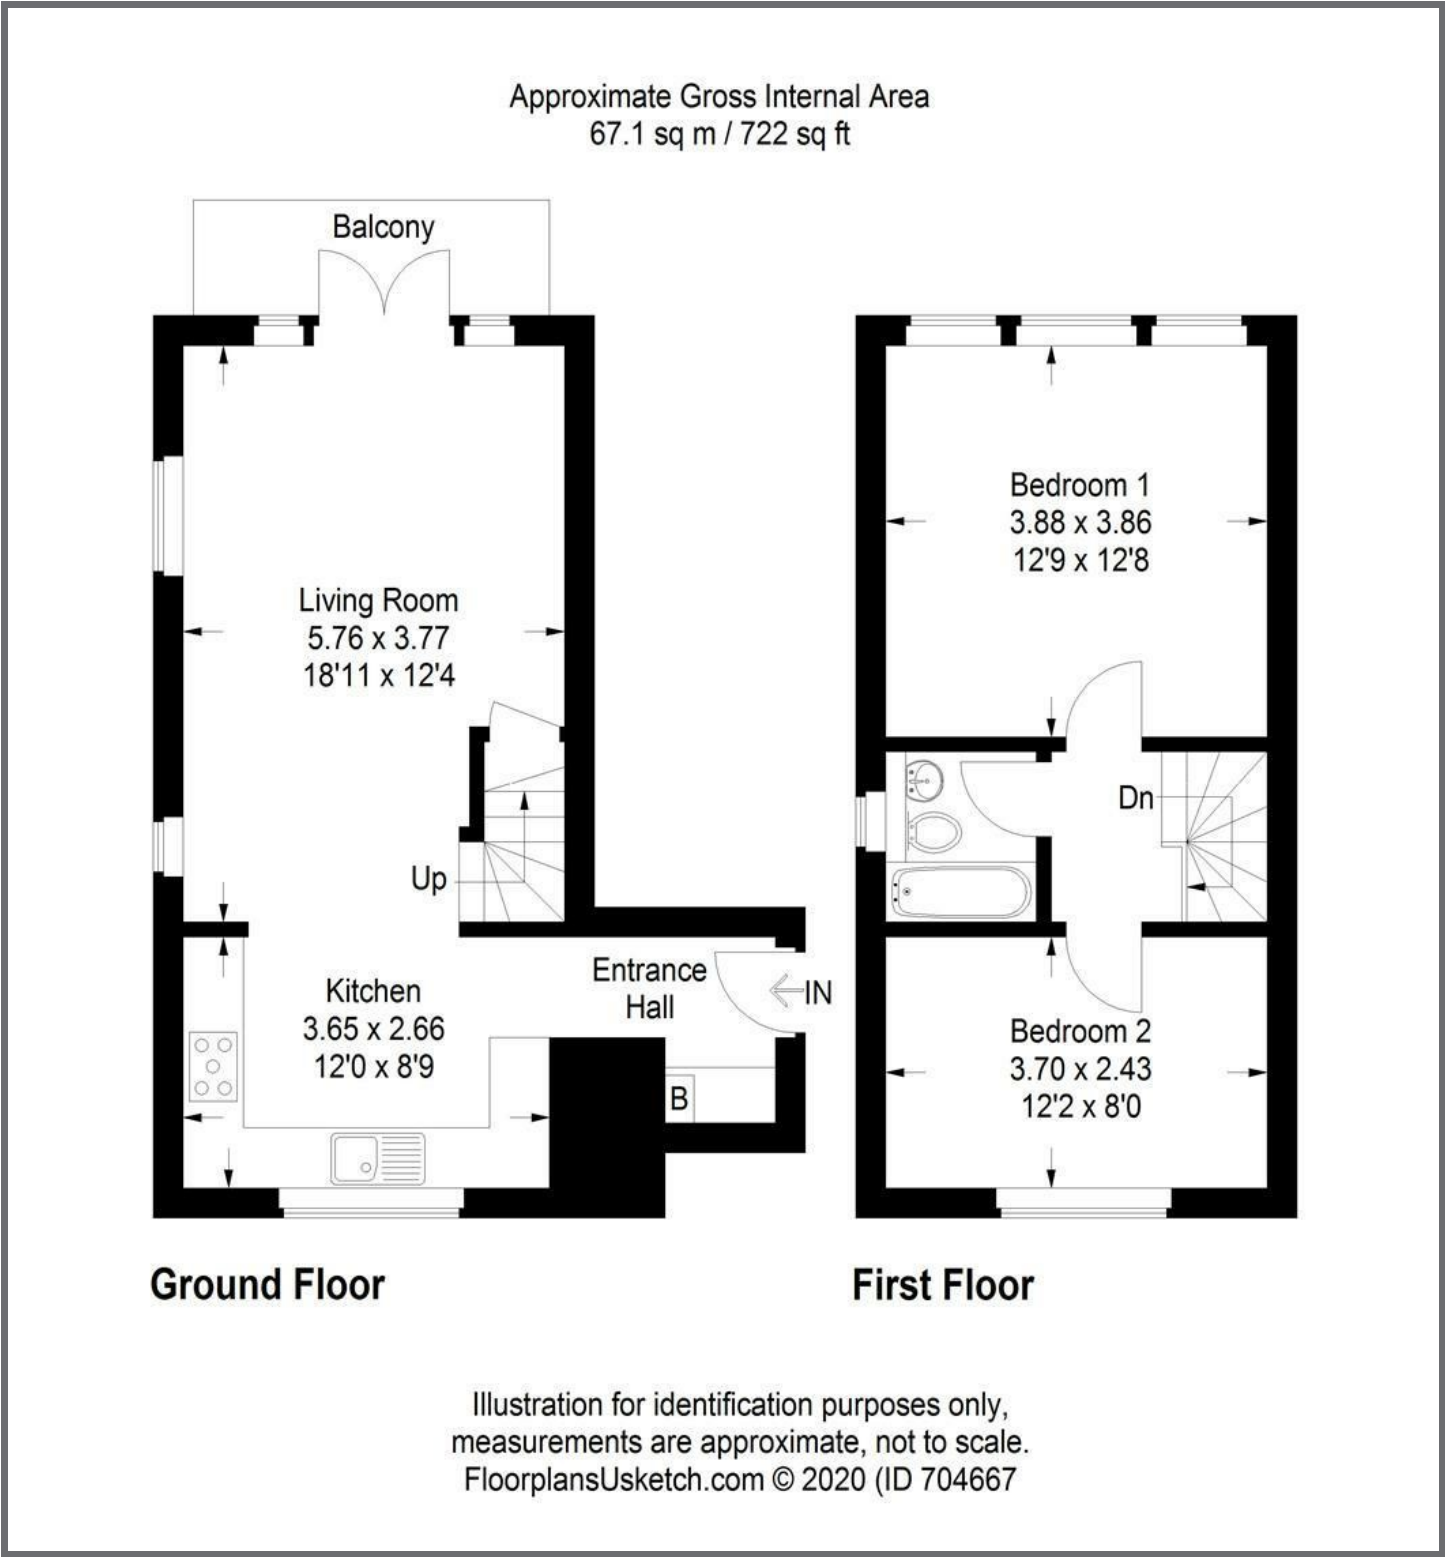 Approximate Gross Internal Area
67.1 sq m / 722 sq ft
Balcony
Living Room
5.76 x 3.77
18'11 x 12'4
Up
Kitchen
3.65 x 2.66
12'0 x 8'9
Entrance
Hall
IN
B
Ground Floor
Bedroom 1
3.88 x 3.86
12'9 x 12'8
Dn
Bedroom 2
3.70 x 2.43
12'2 x 8'0
First Floor
Illustration for identification purposes only,
measurements are approximate, not to scale.
FloorplansUsketch.com © 2020 (ID 704667